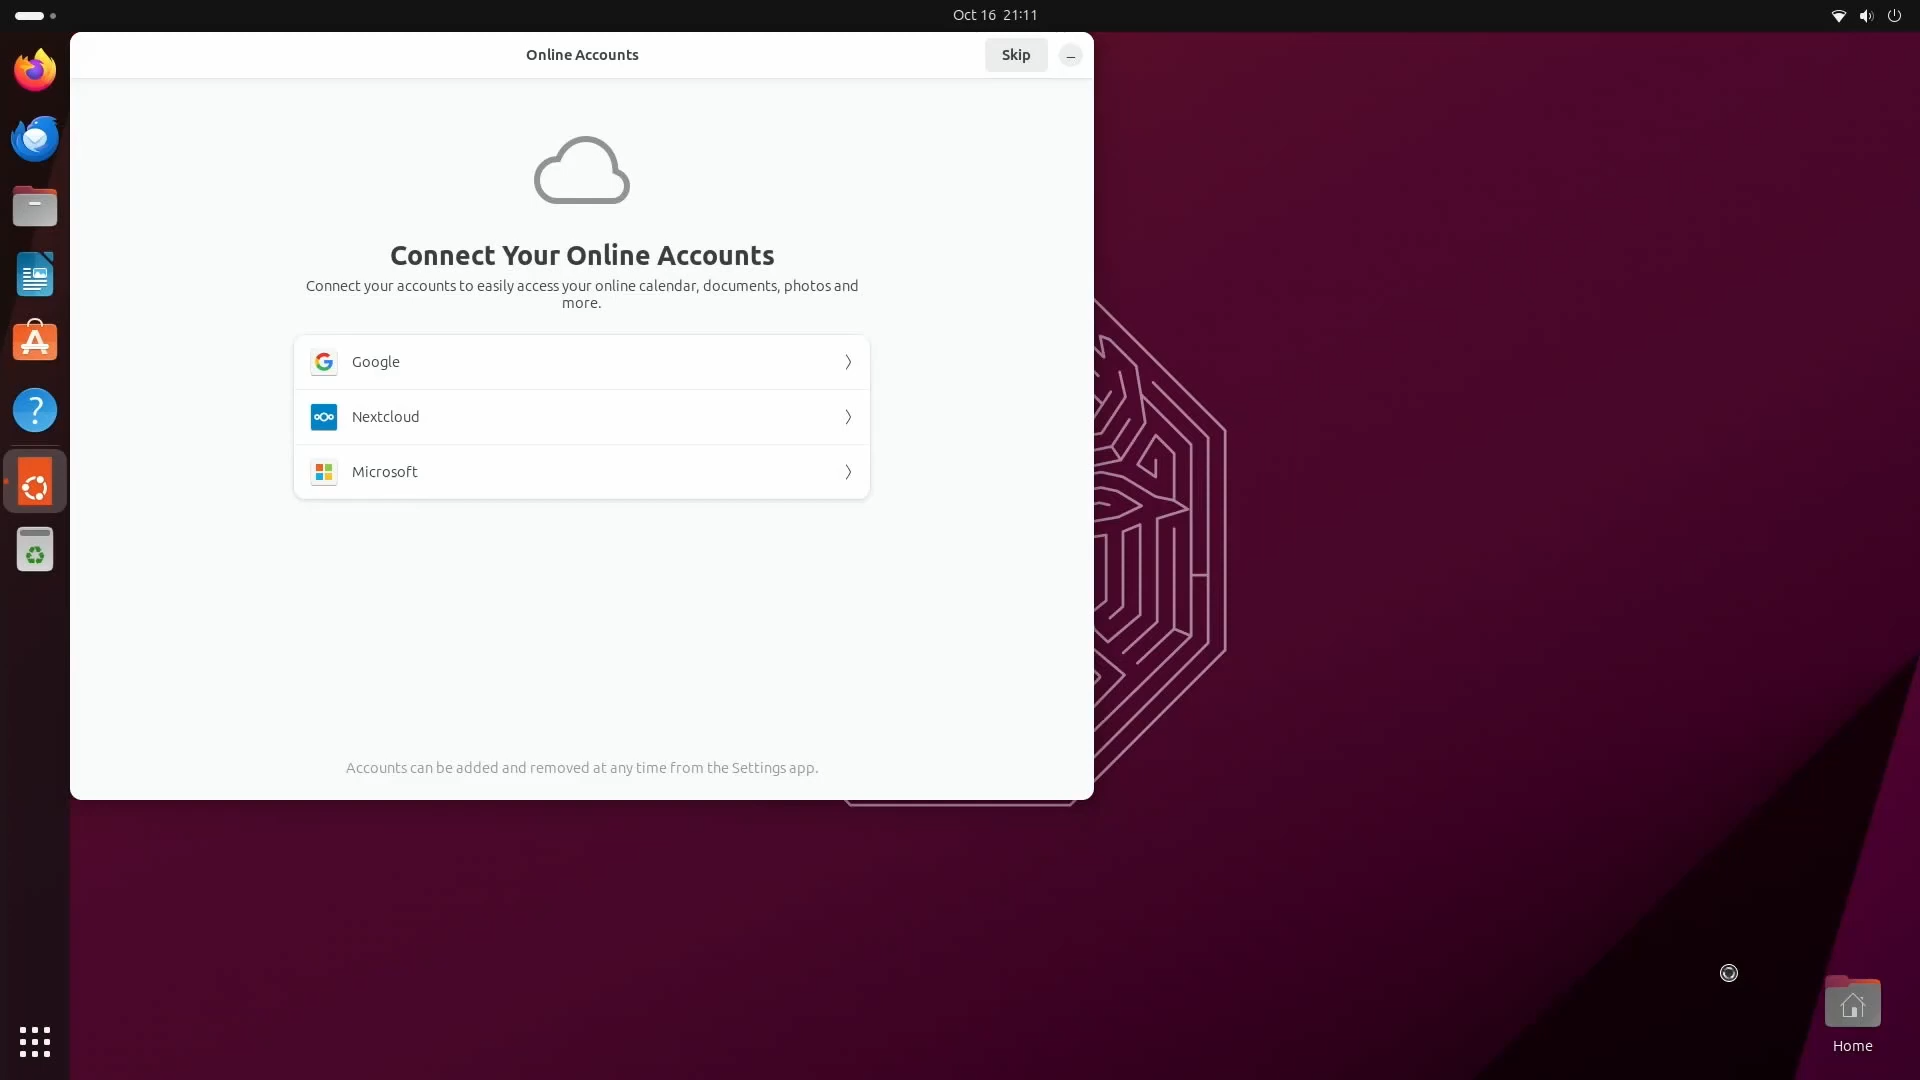 Oct 16 21:11
Online Accounts
Skip
Connect Your Online Accounts
Connect your accounts to easily access your online calendar, documents, photos and
more.
Google
Nextcloud
Microsoft
Accounts can be added and removed at any time from the Settings app.
Home